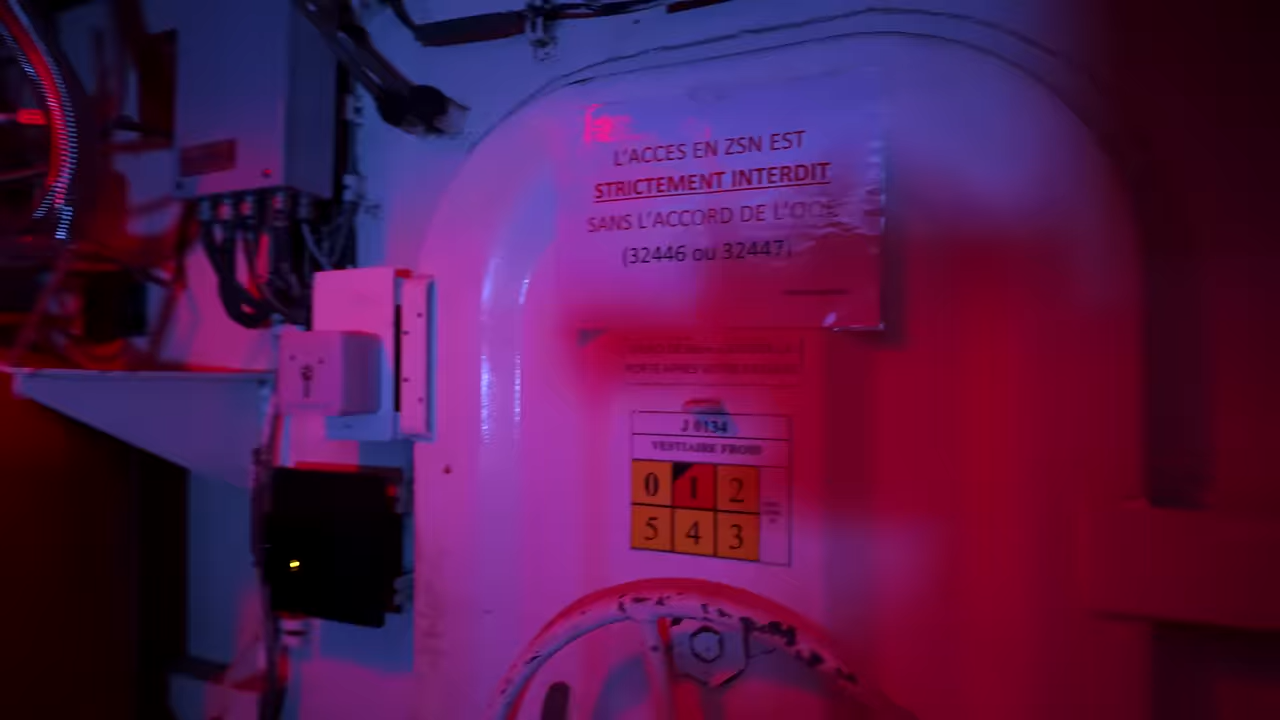 L'ACCES EN ZSN EST
STRICTEMENT INTERDIT
SANS L'ACCORD DE
(32446 ou 32447)
J 0134
VESTIAIRE FROID
0 1 2
5 4 3